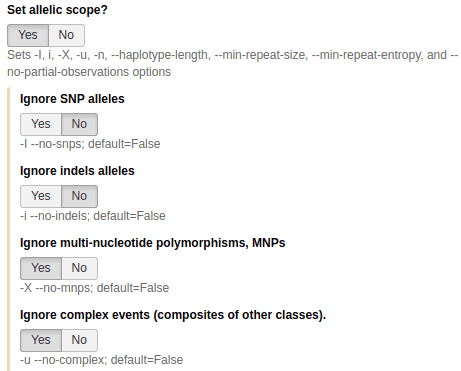 Set allelic scope?
Yes No
Sets -I, i, -X, -u, -n, --haplotype-length, --min-repeat-size, --min-repeat-entropy, and --
no-partial-observations options
Ignore SNP alleles
Yes No
-I --no-snps; default=False
Ignore indels alleles
Yes No
-i --no-indels; default=False
Ignore multi-nucleotide polymorphisms, MNPs
Yes No
-X --no-mnps; default=False
Ignore complex events (composites of other classes).
Yes No
-u --no-complex; default=False